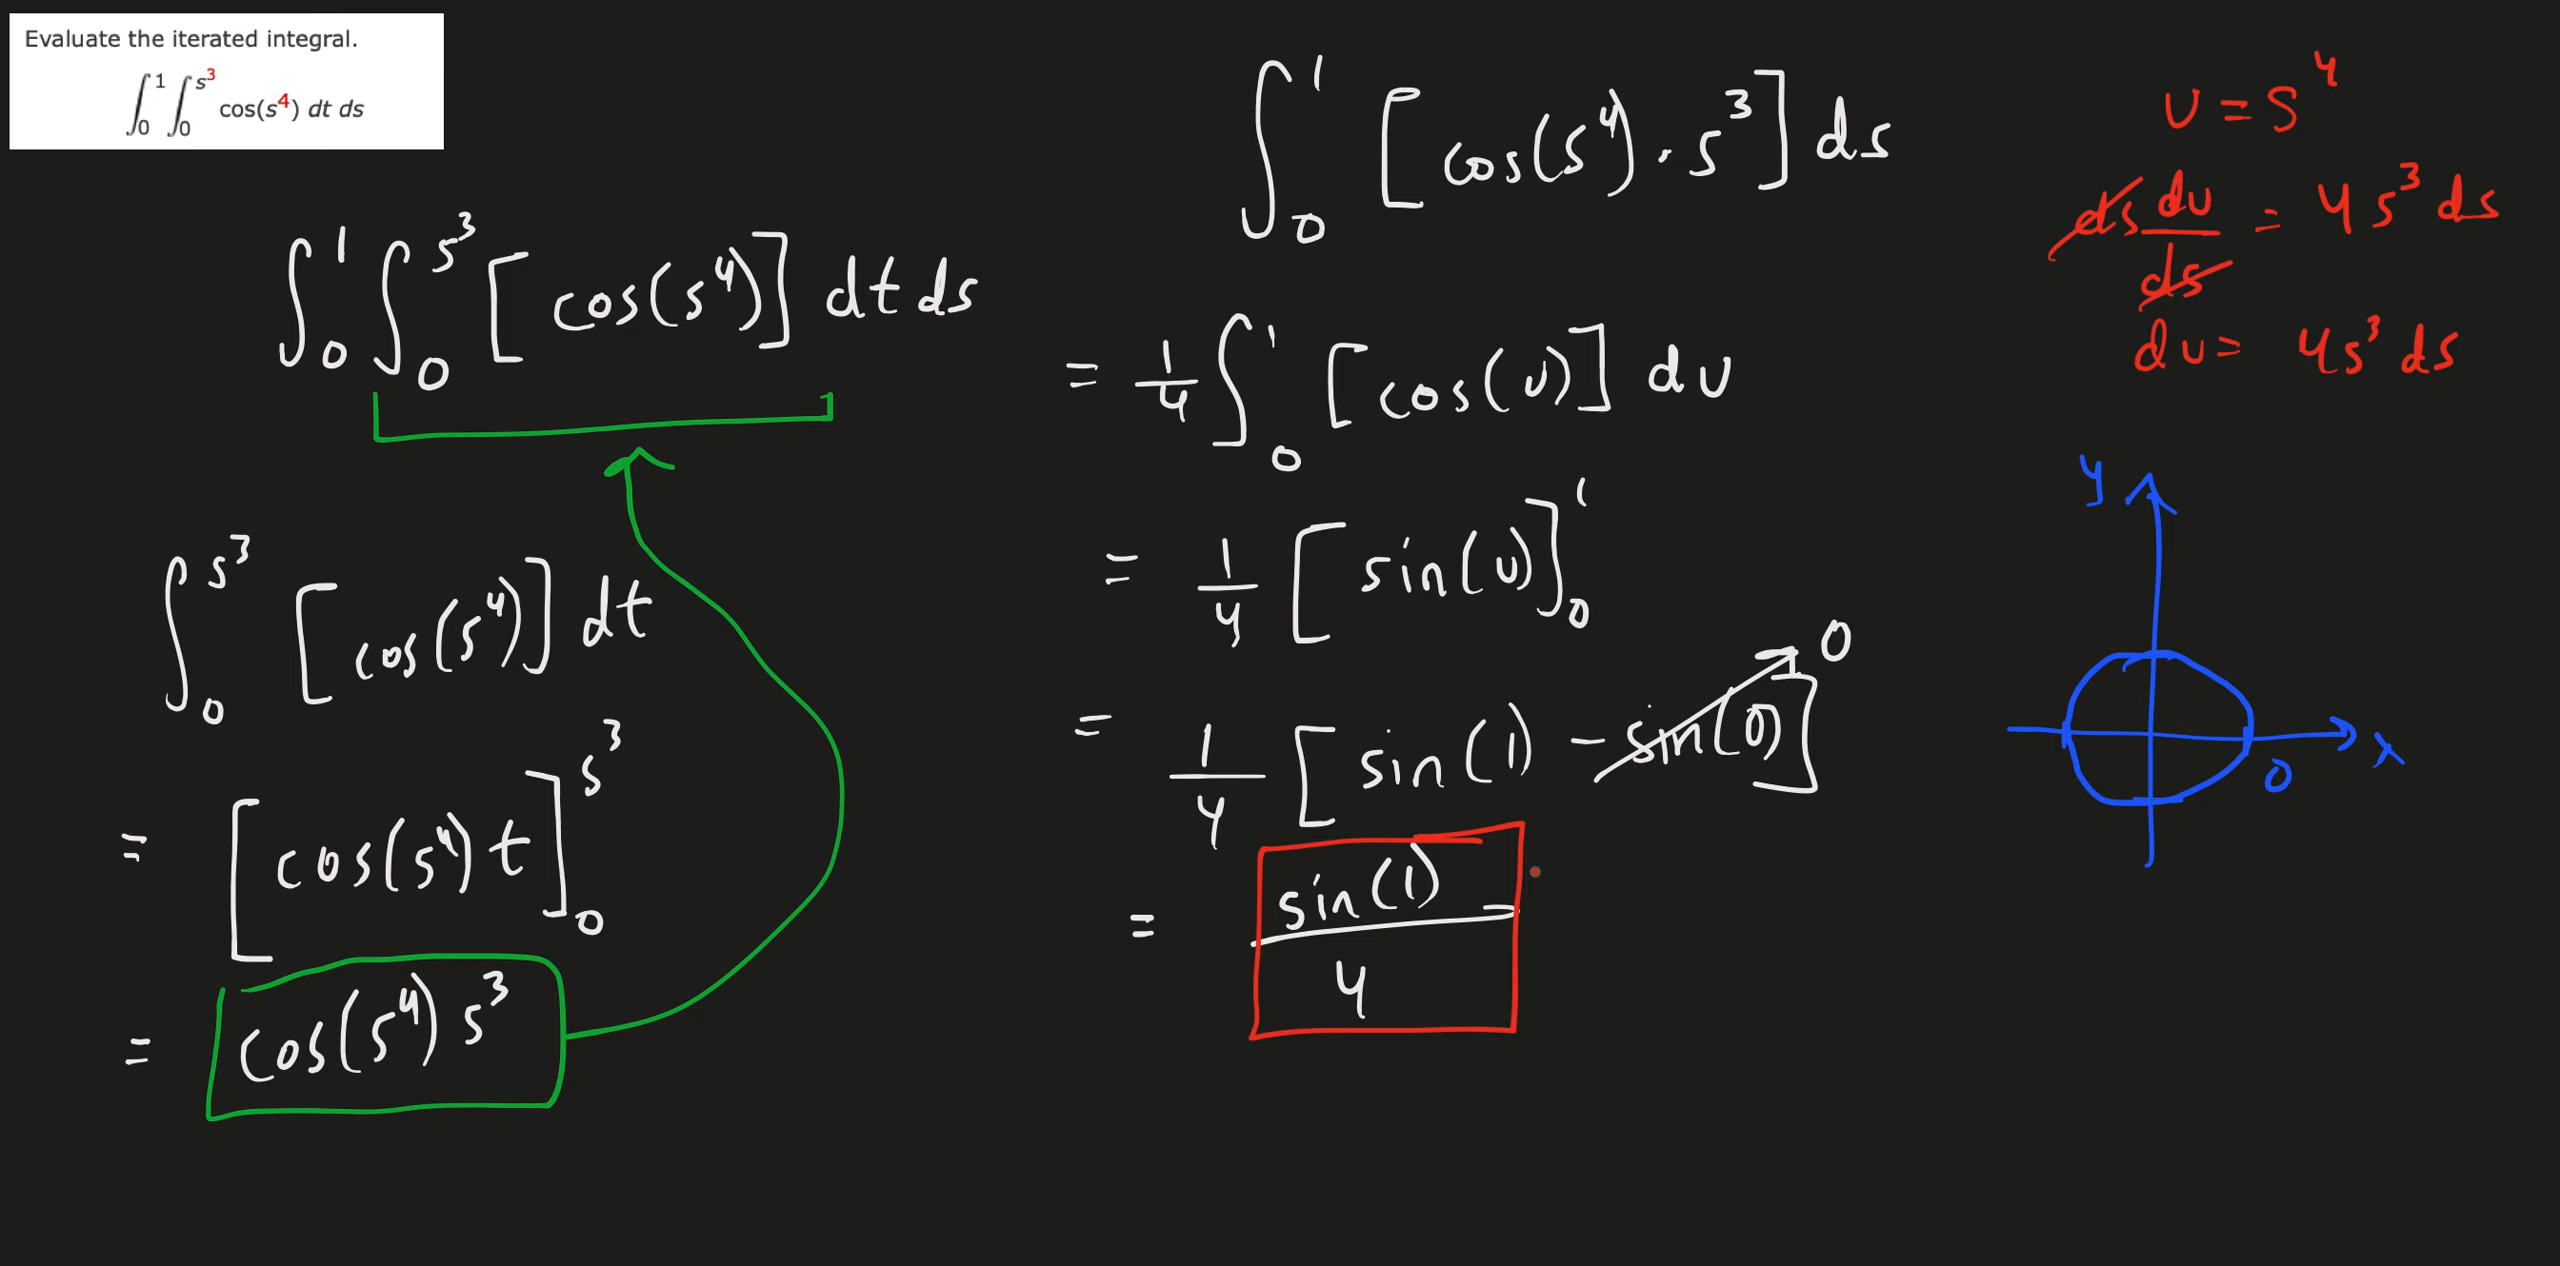 Evaluate the iterated integral.
∫₀¹ ∫₀^(s³) cos(s⁴) dt ds
∫₀¹ ∫₀^(s³) [cos(s⁴)] dt ds
∫₀^(s³) [cos(s⁴)] dt
= [cos(s⁴) t]₀^(s³)
= cos(s⁴) s³
∫₀¹ [cos(s⁴) · s³] ds
= 1/4 ∫₀¹ [cos(u)] du
= 1/4 [sin(u)]₀¹
= 1/4 [sin(1) - sin(0)] 0
= sin(1)/4
u = s⁴
ds du/ds = 4s³ ds
du = 4s³ ds
y
x
0